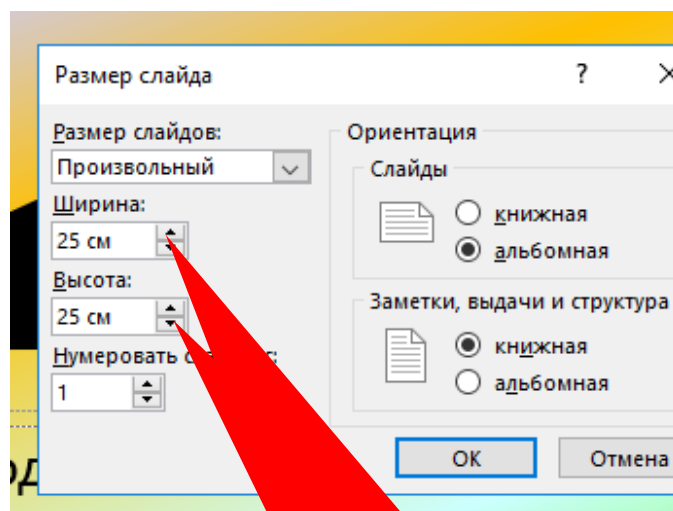 Размер слайда ?
Размер слайдов:
Произвольный
Ширина:
25 см
Высота:
25 см
Нумеровать с:
1
Ориентация
Слайды
книжная
альбомная
Заметки, выдачи и структура
книжная
альбомная
ОК
Отмена